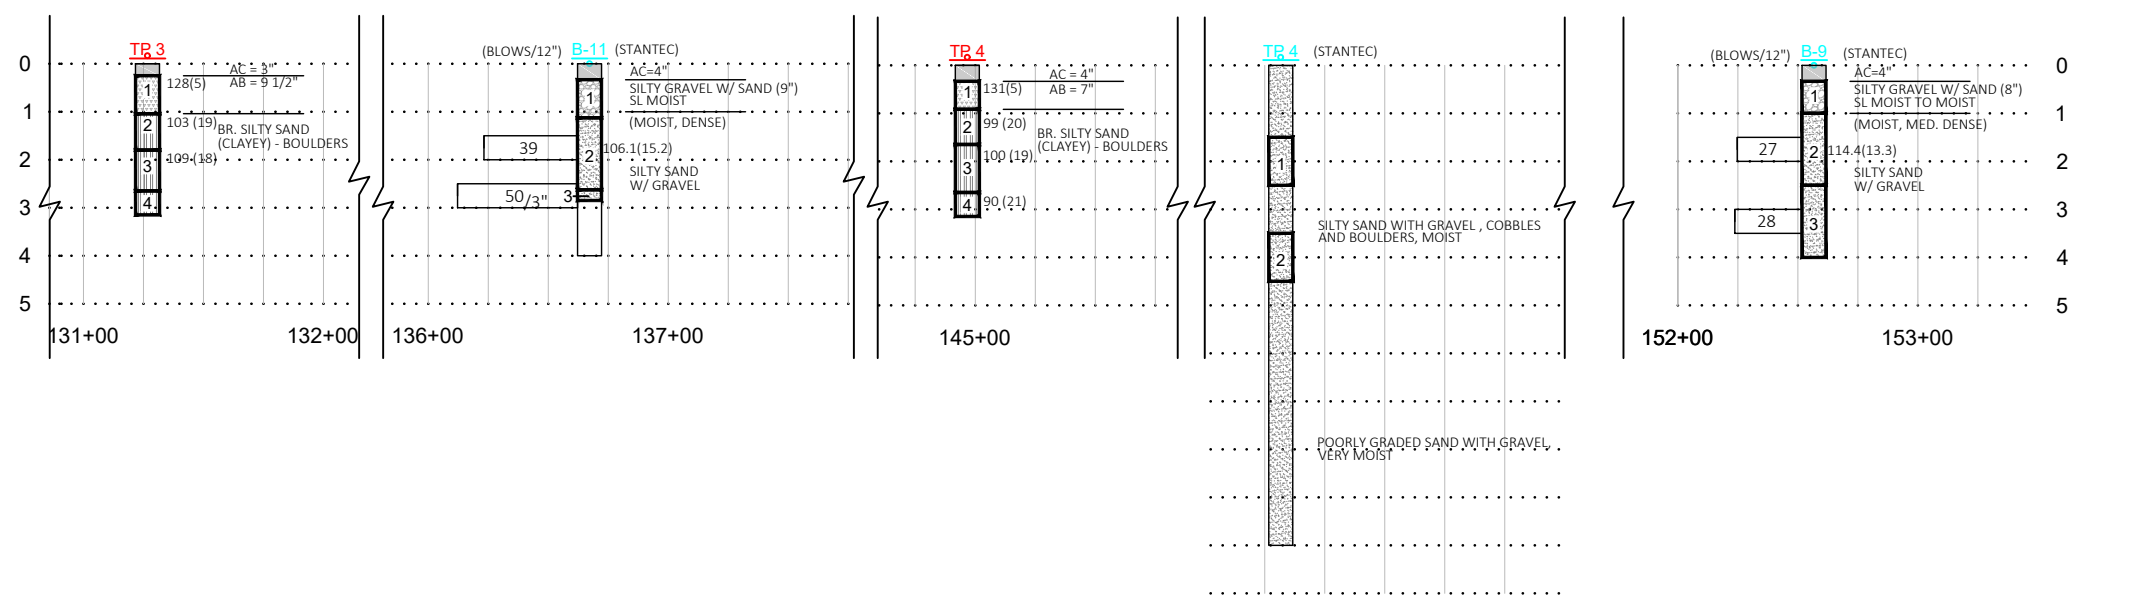 0
1
2
3
4
5
TP 3
1
2
3
4
128(5)
AC = 3"
AB = 9 1/2"
103 (19)
BR. SILTY SAND
(CLAYEY) - BOULDERS
109 (18)
131+00
132+00
(BLOWS/12")
B-11
(STANTEC)
AC=4"
SILTY GRAVEL W/ SAND (9")
SL MOIST
(MOIST, DENSE)
1
2
3
39
50/3"
106.1(15.2)
SILTY SAND
W/ GRAVEL
136+00
137+00
TP 4
1
2
3
4
AC = 4"
131(5)
AB = 7"
99 (20)
BR. SILTY SAND
(CLAYEY) - BOULDERS
100 (19)
90 (21)
145+00
TP 4
(STANTEC)
1
2
SILTY SAND WITH GRAVEL , COBBLES
AND BOULDERS, MOIST
POORLY GRADED SAND WITH GRAVEL,
VERY MOIST
(BLOWS/12")
B-9
(STANTEC)
AC=4"
SILTY GRAVEL W/ SAND (8")
SL MOIST TO MOIST
(MOIST, MED. DENSE)
1
2
3
27
28
114.4(13.3)
SILTY SAND
W/ GRAVEL
152+00
153+00
0
1
2
3
4
5